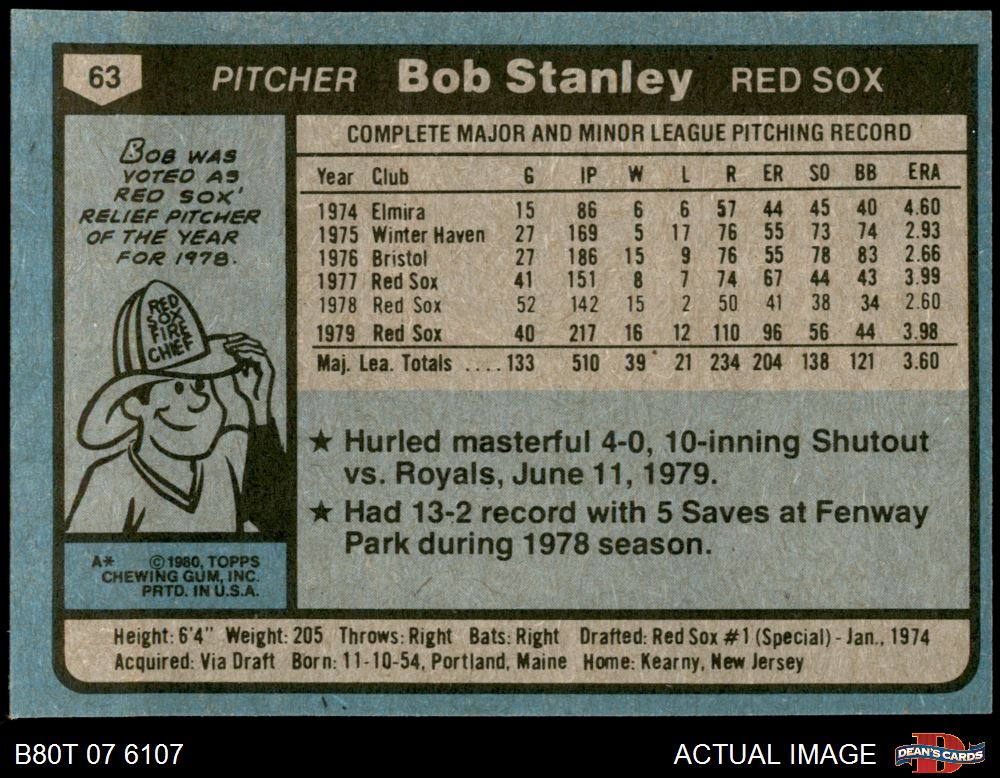 63 PITCHER Bob Stanley RED SOX
BOB WAS
VOTED AS
RED SOX'
RELIEF PITCHER
OF THE YEAR
FOR 1978.
RED
SOX
FIRE
CHIEF
A* ©1980, TOPPS
CHEWING GUM, INC.
PRTD. IN U.S.A.
COMPLETE MAJOR AND MINOR LEAGUE PITCHING RECORD
Year Club G IP W L R ER SO BB ERA
1974 Elmira 15 86 6 6 57 44 45 40 4.60
1975 Winter Haven 27 169 5 17 76 55 73 74 2.93
1976 Bristol 27 186 15 9 76 55 78 83 2.66
1977 Red Sox 41 151 8 7 74 67 44 43 3.99
1978 Red Sox 52 142 15 2 50 41 38 34 2.60
1979 Red Sox 40 217 16 12 110 96 56 44 3.98
Maj. Lea. Totals ....133 510 39 21 234 204 138 121 3.60
★ Hurled masterful 4-0, 10-inning Shutout
vs. Royals, June 11, 1979.
★ Had 13-2 record with 5 Saves at Fenway
Park during 1978 season.
Height: 6'4" Weight: 205 Throws: Right Bats: Right Drafted: Red Sox #1 (Special) - Jan., 1974
Acquired: Via Draft Born: 11-10-54, Portland, Maine Home: Kearny, New Jersey
B80T 07 6107 ACTUAL IMAGE DEAN'S CARDS